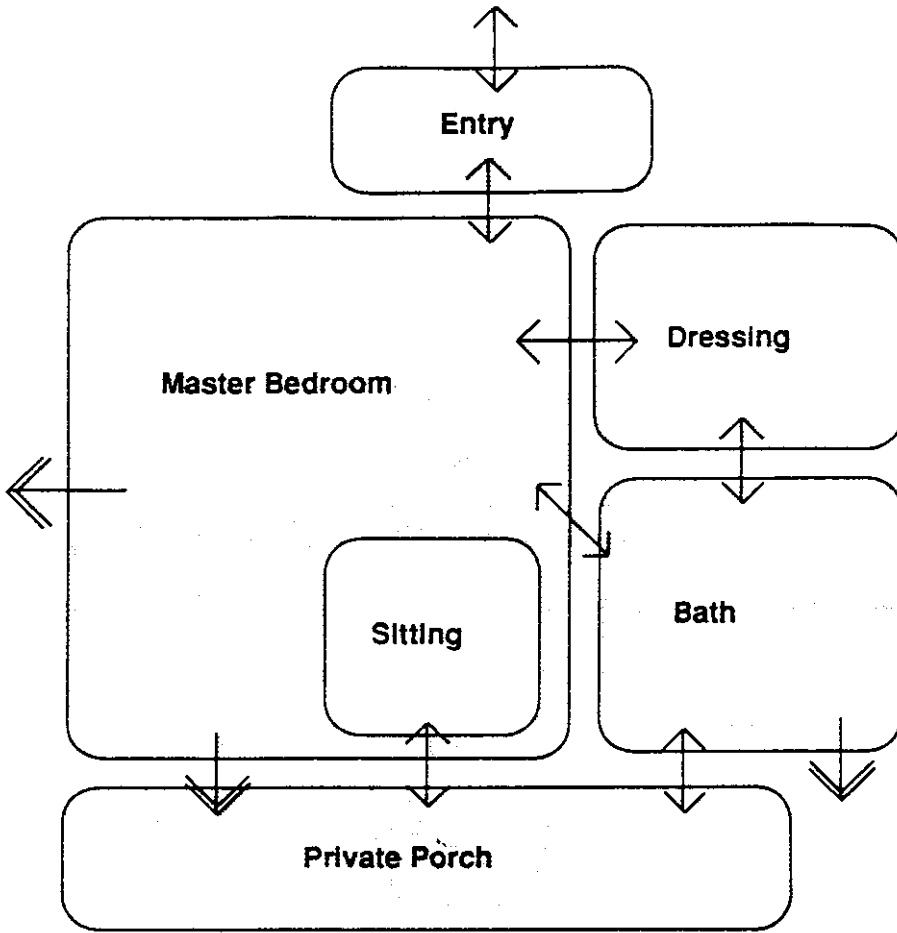 Entry
Dressing
Master Bedroom
Sitting
Bath
Private Porch